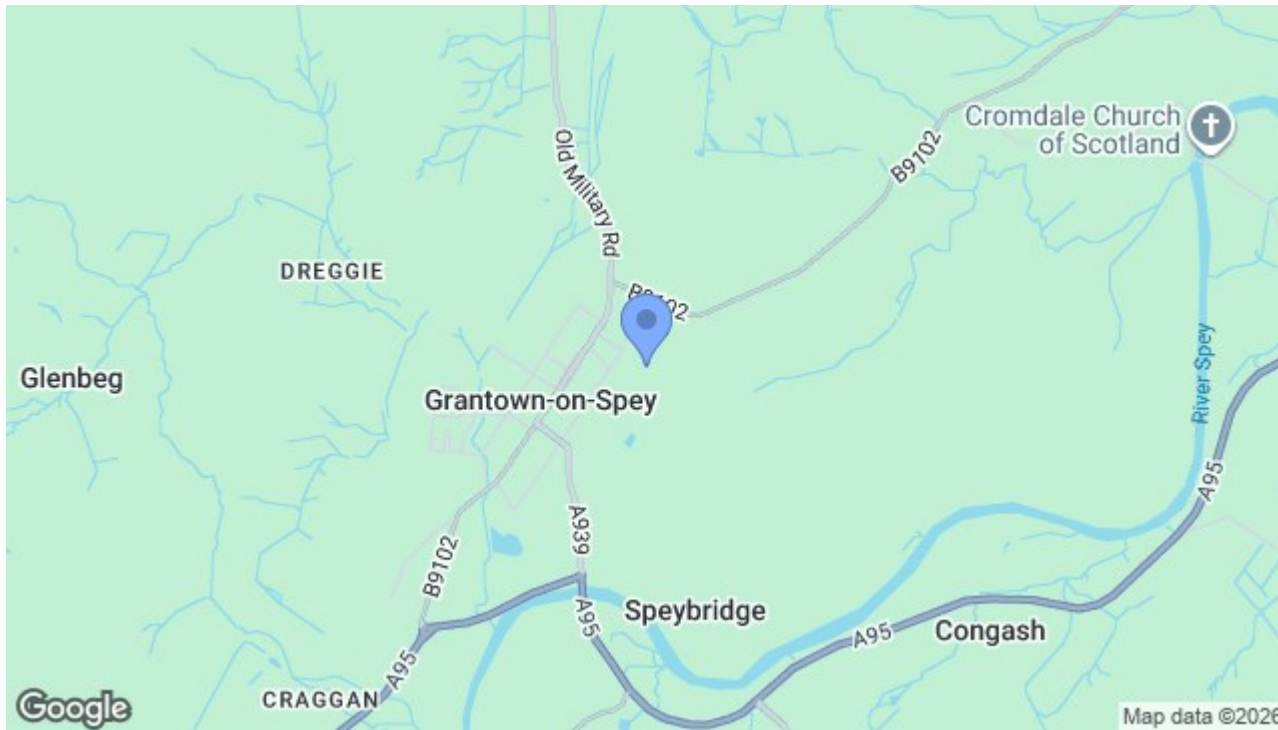 Cromdale Church
of Scotland
B9102
Old Military Rd
DREGGIE
B9102
Glenbeg
Grantown-on-Spey
River Spey
A95
A939
B9102
Speybridge
A95
Congash
A95
A95
CRAGGAN
Google
Map data ©2026